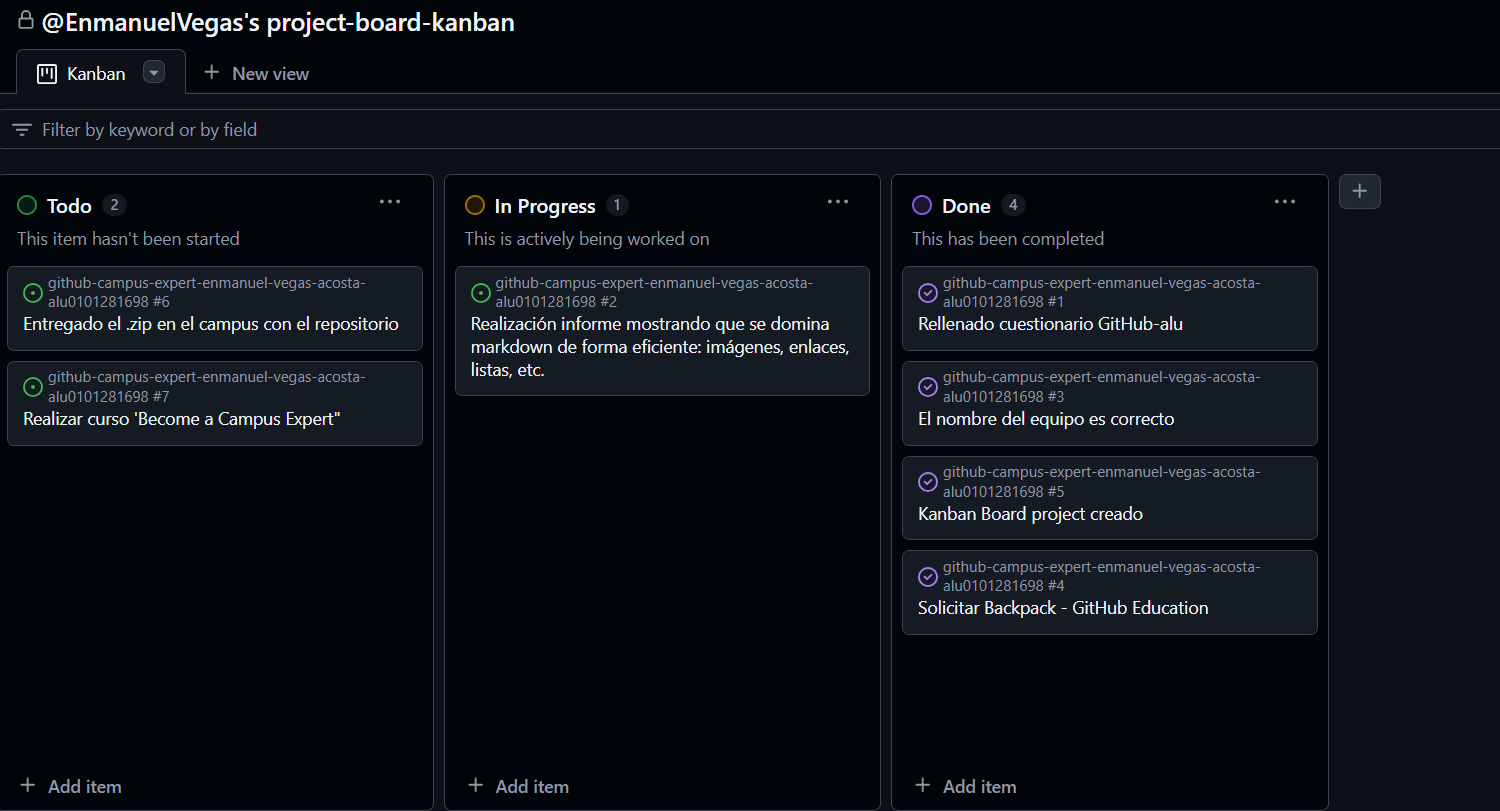 @EnmanuelVegas's project-board-kanban
Kanban
New view
Filter by keyword or by field
Todo 2
This item hasn't been started
github-campus-expert-enmanuel-vegas-acosta-
alu0101281698 #6
Entregado el .zip en el campus con el repositorio
github-campus-expert-enmanuel-vegas-acosta-
alu0101281698 #7
Realizar curso 'Become a Campus Expert"
Add item
In Progress 1
This is actively being worked on
github-campus-expert-enmanuel-vegas-acosta-
alu0101281698 #2
Realización informe mostrando que se domina
markdown de forma eficiente: imágenes, enlaces,
listas, etc.
Add item
Done 4
This has been completed
github-campus-expert-enmanuel-vegas-acosta-
alu0101281698 #1
Rellenado cuestionario GitHub-alu
github-campus-expert-enmanuel-vegas-acosta-
alu0101281698 #3
El nombre del equipo es correcto
github-campus-expert-enmanuel-vegas-acosta-
alu0101281698 #5
Kanban Board project creado
github-campus-expert-enmanuel-vegas-acosta-
alu0101281698 #4
Solicitar Backpack - GitHub Education
Add item